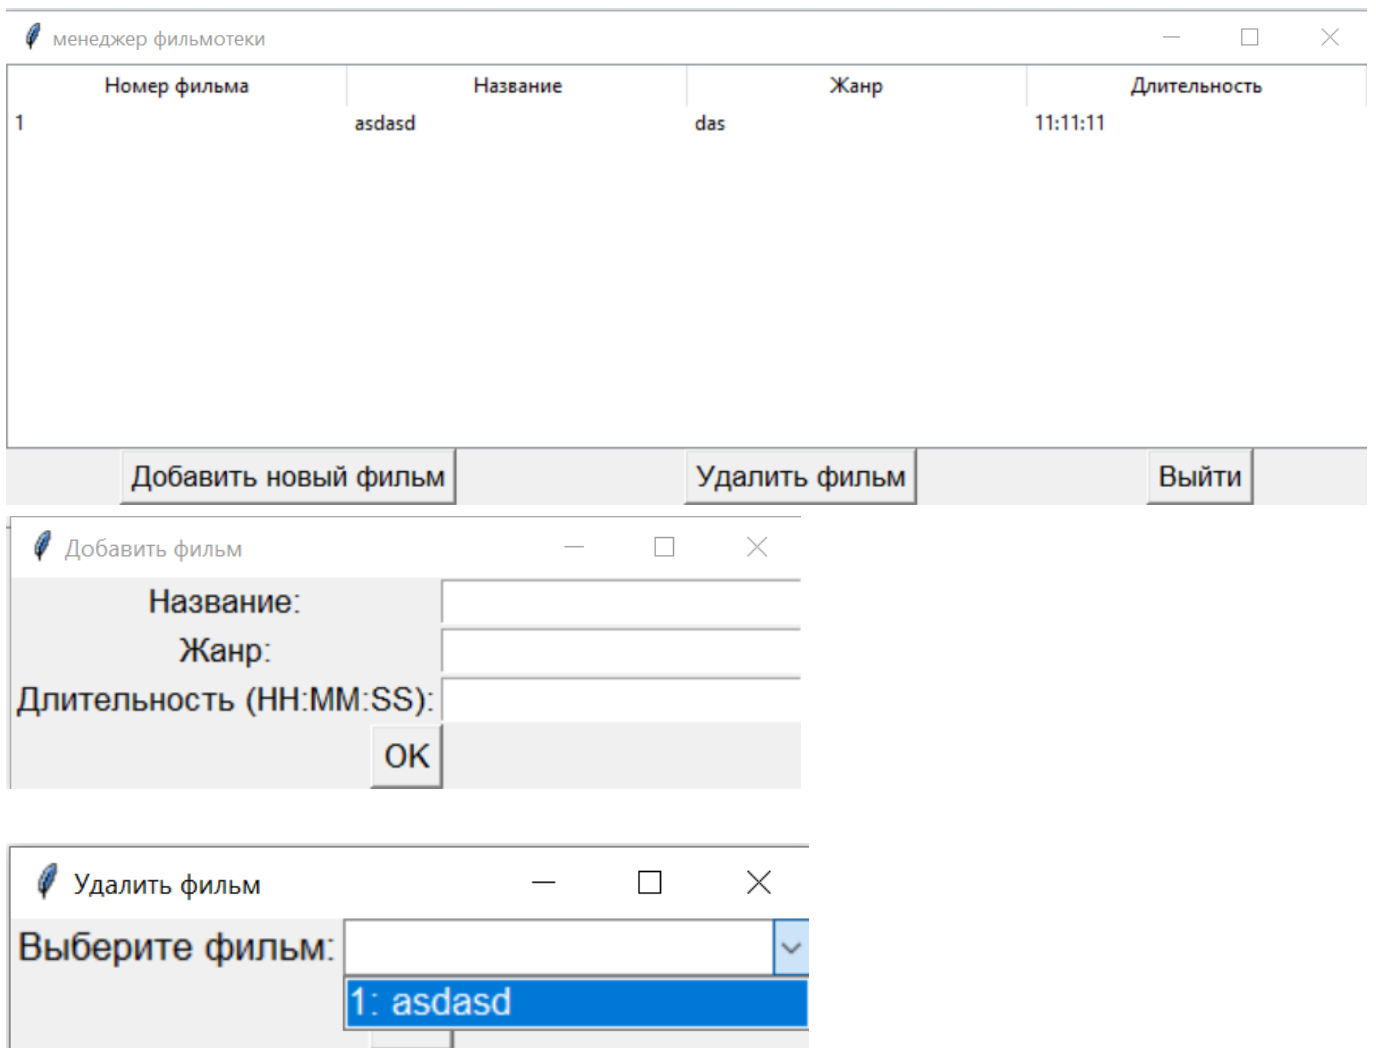 менеджер фильмотеки
Номер фильма Название Жанр Длительность
1 asdasd das 11:11:11
Добавить новый фильм Удалить фильм Выйти
Добавить фильм
Название:
Жанр:
Длительность (HH:MM:SS):
OK
Удалить фильм
Выберите фильм:
1: asdasd